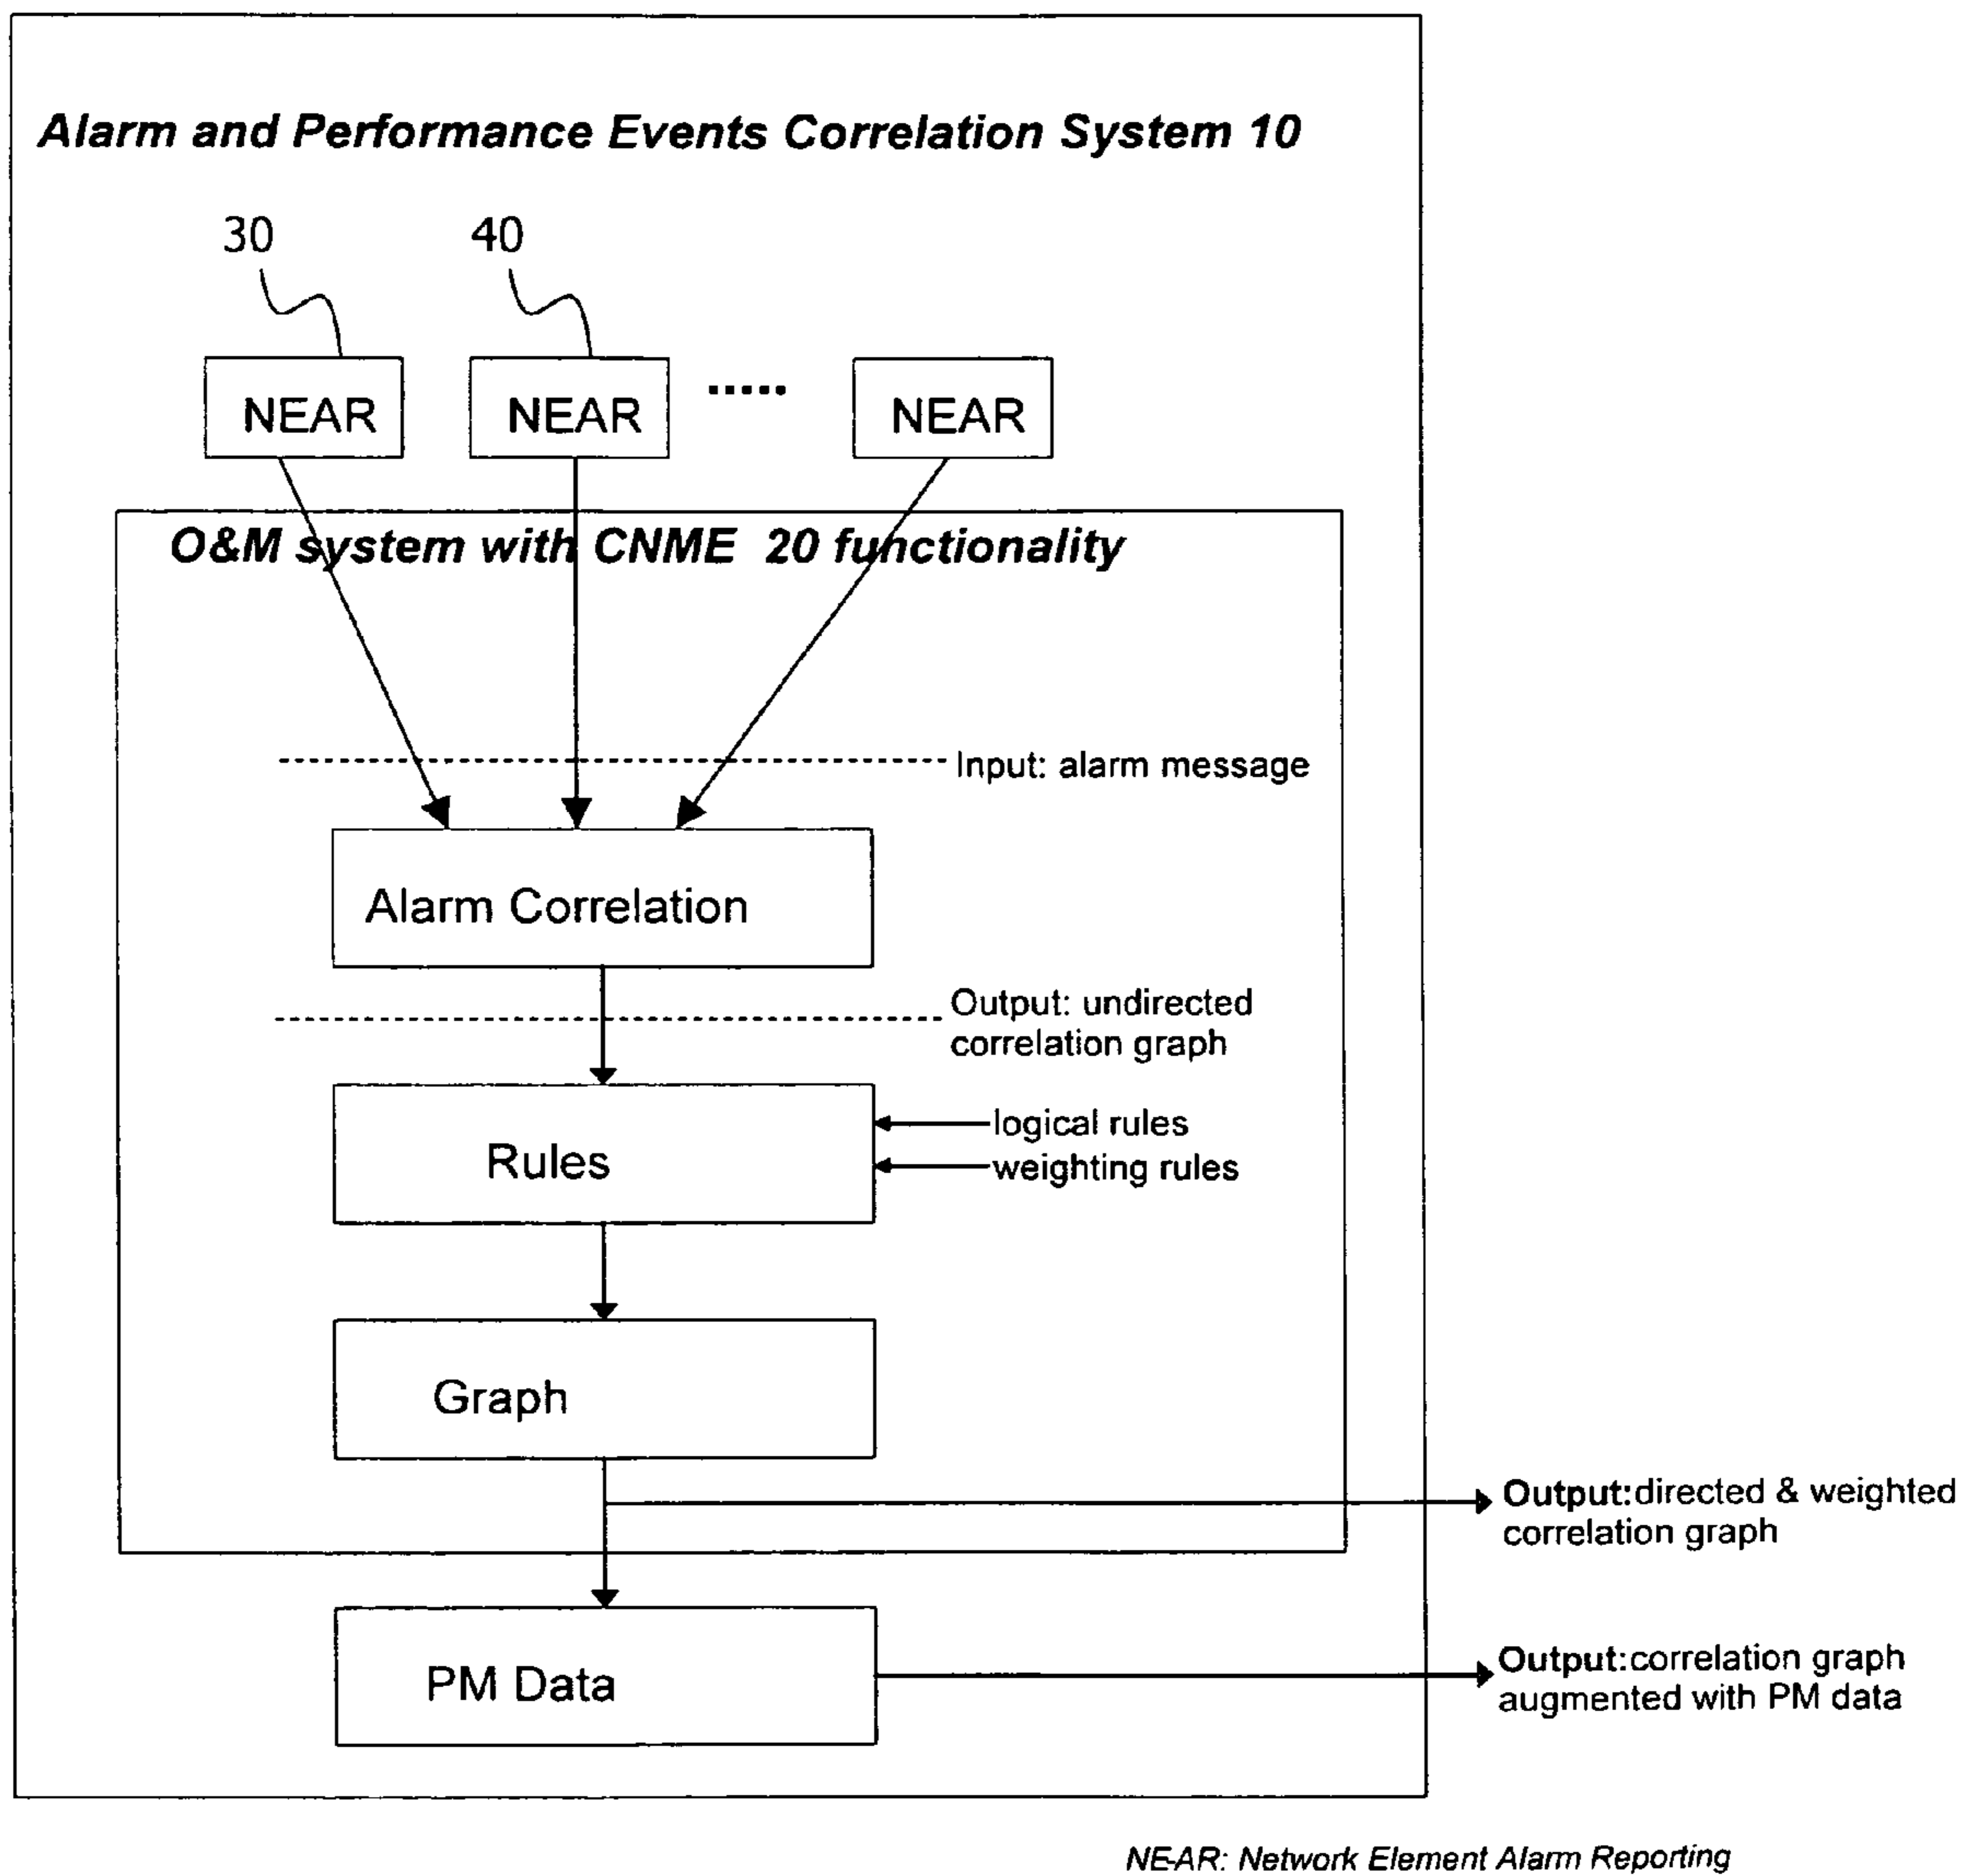 Alarm and Performance Events Correlation System 10
30
40
NEAR
NEAR
.....
NEAR
O&M system with CNME 20 functionality
Input: alarm message
Alarm Correlation
Output: undirected
correlation graph
Rules
logical rules
weighting rules
Graph
Output:directed & weighted
correlation graph
PM Data
Output:correlation graph
augmented with PM data
NE-AR: Network Element Alarm Reporting